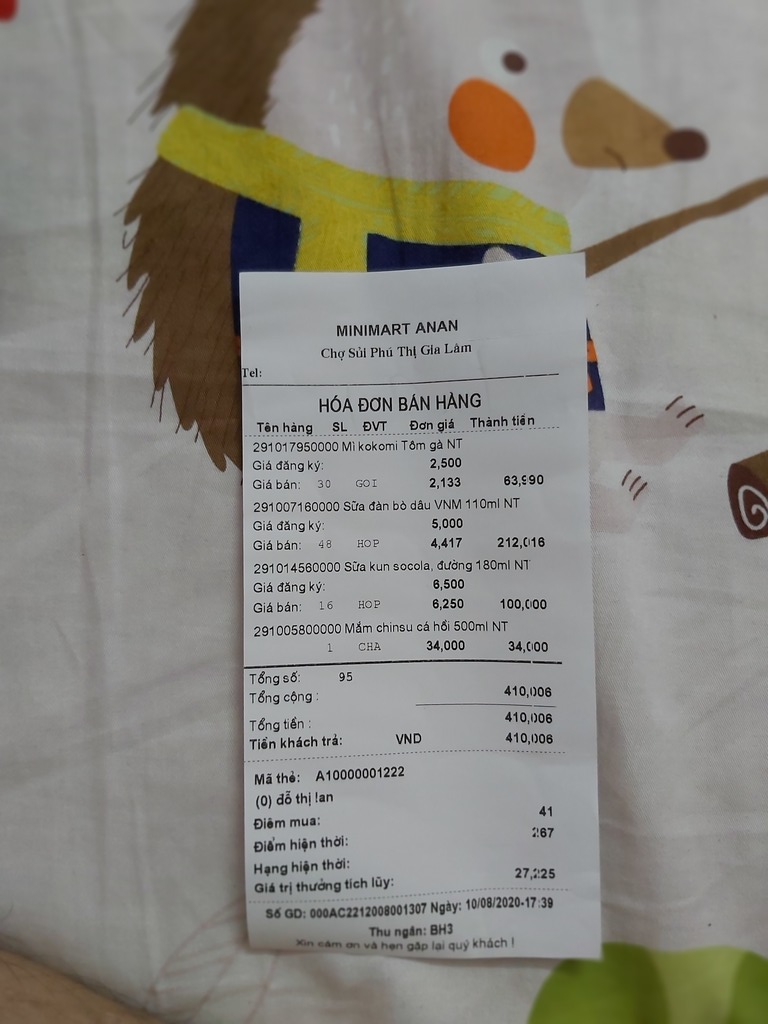 MINIMART ANAN
Chợ Sủi Phú Thị Gia Lâm
Tel:
HÓA ĐƠN BÁN HÀNG
Tên hàng SL ĐVT Đơn giá Thành tiền
291017950000 Mì kokomi Tôm gà NT
Giá đăng ký: 2,500
Giá bán: 30 GOI 2,133 63,990
291007160000 Sữa đàn bò dâu VNM 110ml NT
Giá đăng ký: 5,000
Giá bán: 48 HOP 4,417 212,016
291014560000 Sữa kun socola, đường 180ml NT
Giá đăng ký: 6,500
Giá bán: 16 HOP 6,250 100,000
291005800000 Mắm chinsu cá hồi 500ml NT
1 CHA 34,000 34,000
Tổng số: 95
Tổng cộng : 410,006
Tổng tiền : 410,006
Tiền khách trả: VND 410,006
Mã thẻ: A10000001222
(0) đỗ thị lan
Điểm mua: 41
Điểm hiện thời: 267
Hạng hiện thời:
Giá trị thưởng tích lũy: 27,225
Số GD: 000AC2212008001307 Ngày: 10/08/2020-17:39
Thu ngân: BH3
Xin cảm ơn và hẹn gặp lại quý khách !